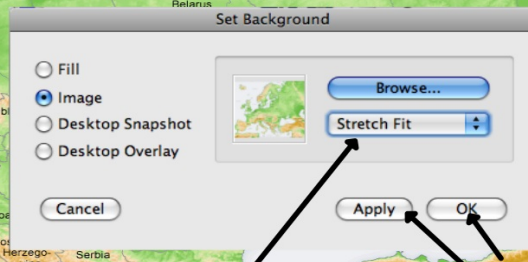 Belarus
Set Background
Fill
Image
Browse...
Desktop Snapshot
Stretch Fit
Desktop Overlay
Cancel
Apply
OK
Herzego-
Serbia